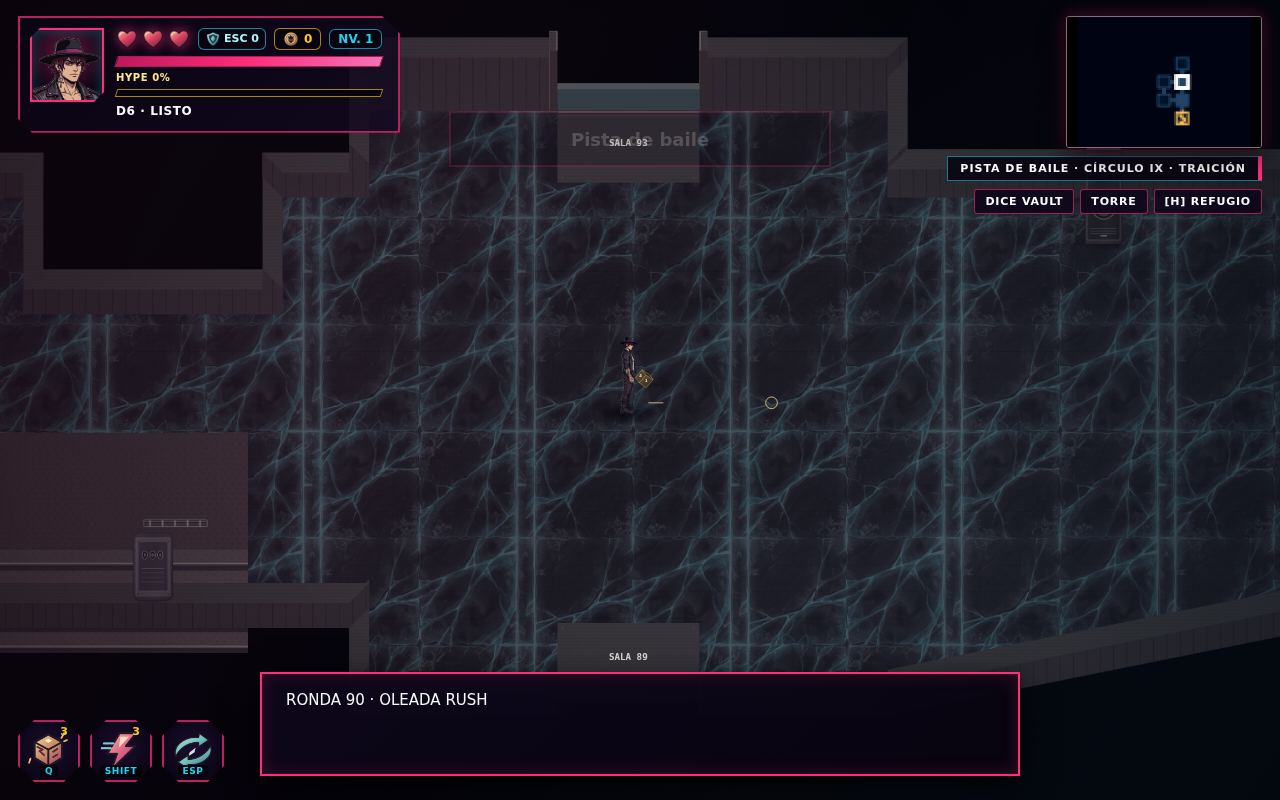 ESC 0
0
NV. 1
HYPE 0%
D6 · LISTO
Pista de baile
SALA 93
PISTA DE BAILE · CÍRCULO IX · TRAICIÓN
DICE VAULT
TORRE
[H] REFUGIO
SALA 89
RONDA 90 · OLEADA RUSH
3
Q
3
SHIFT
ESP